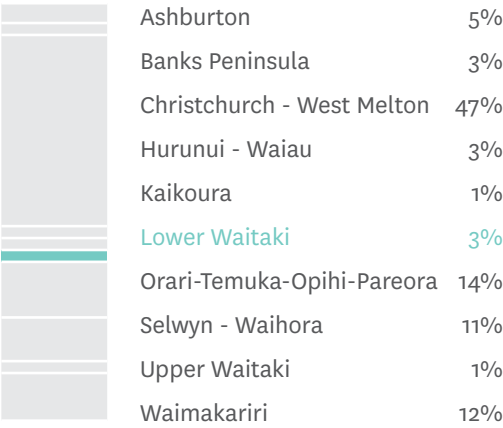 Ashburton 5%
Banks Peninsula 3%
Christchurch - West Melton 47%
Hurunui - Waiau 3%
Kaikoura 1%
Lower Waitaki 3%
Orari-Temuka-Opihi-Pareora 14%
Selwyn - Waihora 11%
Upper Waitaki 1%
Waimakariri 12%